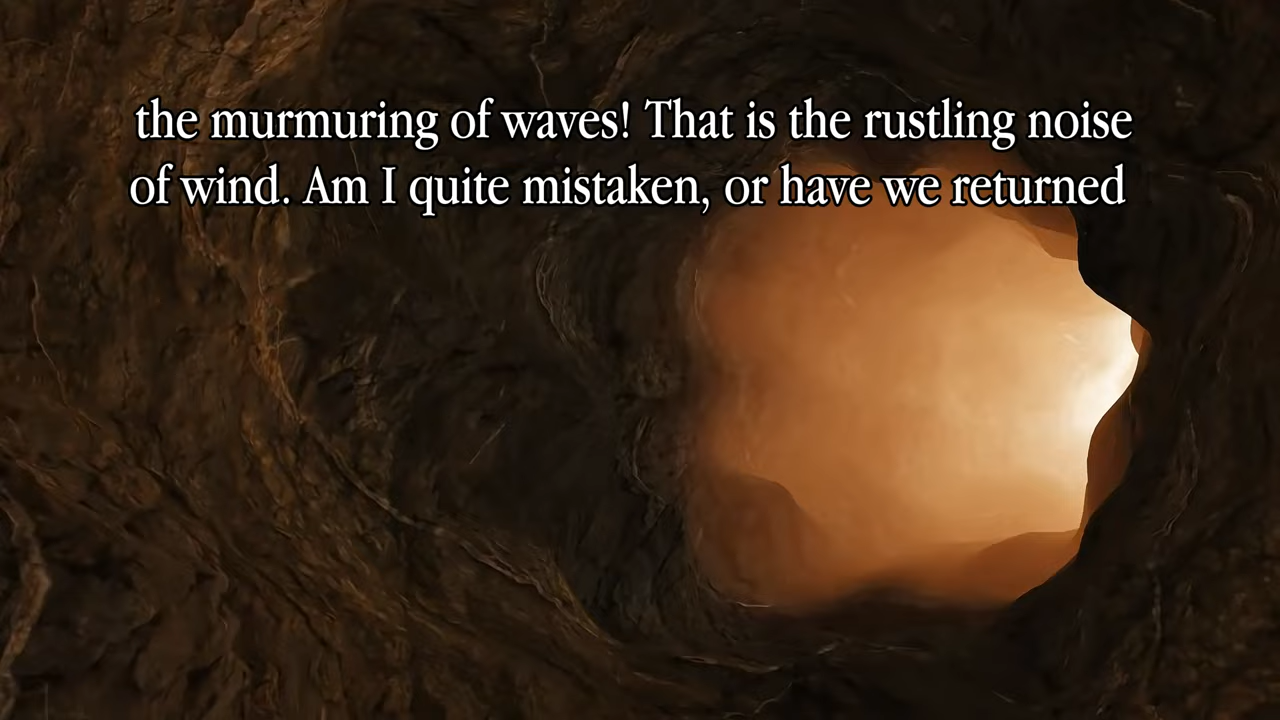 the murmuring of waves! That is the rustling noise
of wind. Am I quite mistaken, or have we returned